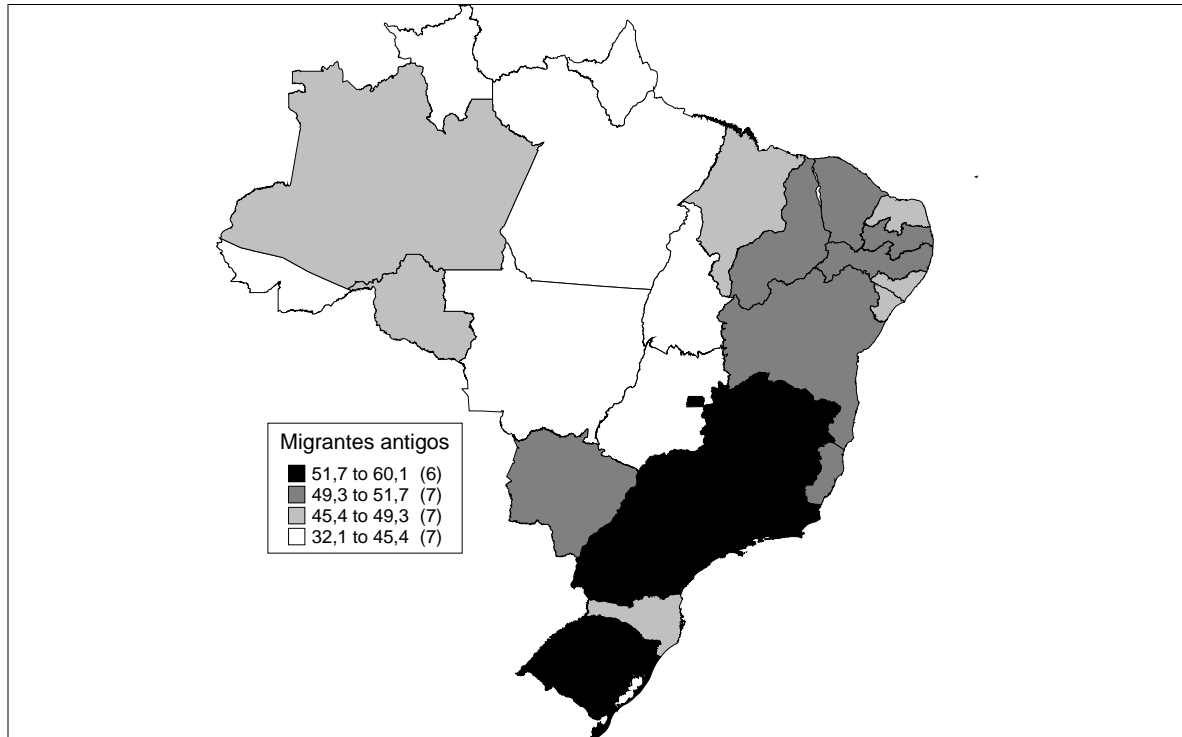 Migrantes antigos
51,7 to 60,1 (6)
49,3 to 51,7 (7)
45,4 to 49,3 (7)
32,1 to 45,4 (7)